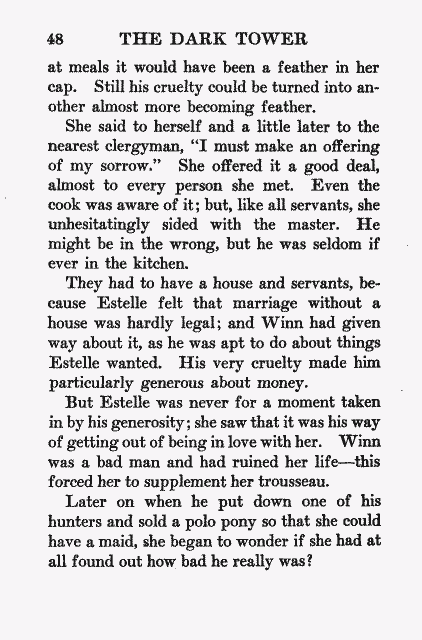 48 THE DARK TOWER
at meals it would have been a feather in her
cap. Still his cruelty could be turned into an-
other almost more becoming feather.
She said to herself and a little later to the
nearest clergyman, "I must make an offering
of my sorrow." She offered it a good deal,
almost to every person she met. Even the
cook was aware of it; but, like all servants, she
unhesitatingly sided with the master. He
might be in the wrong, but he was seldom if
ever in the kitchen.
They had to have a house and servants, be-
cause Estelle felt that marriage without a
house was hardly legal; and Winn had given
way about it, as he was apt to do about things
Estelle wanted. His very cruelty made him
particularly generous about money.
But Estelle was never for a moment taken
in by his generosity; she saw that it was his way
of getting out of being in love with her. Winn
was a bad man and had ruined her life—this
forced her to supplement her trousseau.
Later on when he put down one of his
hunters and sold a polo pony so that she could
have a maid, she began to wonder if she had at
all found out how bad he really was?